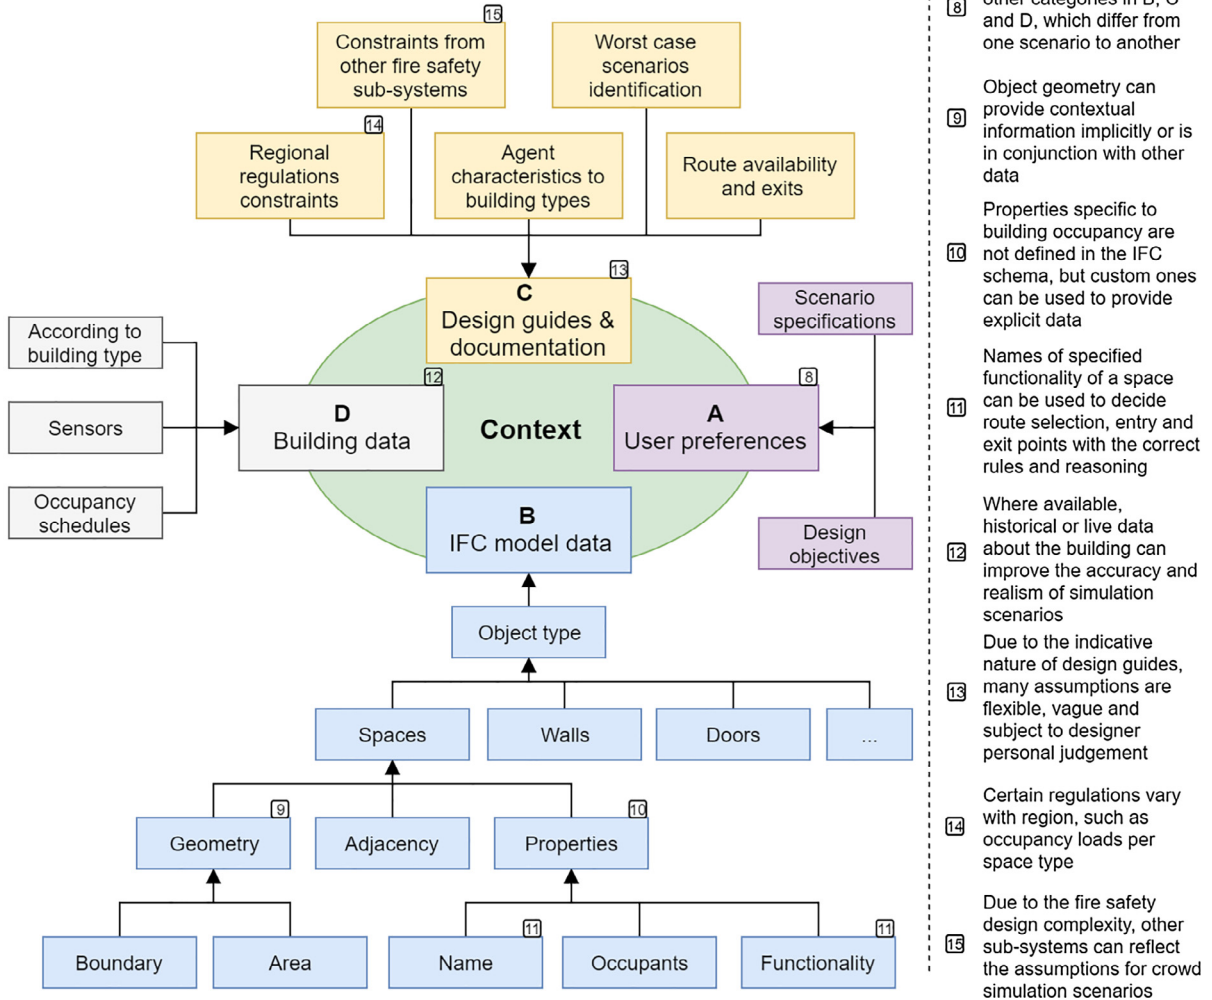 15
Constraints from
other fire safety
sub-systems
Worst case
scenarios
identification
14
Regional
regulations
constraints
Agent
characteristics to
building types
Route availability
and exits
13
C
Design guides &
documentation
Scenario
specifications
According to
building type
Sensors
Occupancy
schedules
12
D
Building data
Context
8
A
User preferences
B
IFC model data
Design
objectives
Object type
Spaces
Walls
Doors
...
9
Geometry
Adjacency
10
Properties
Boundary
Area
11
Name
Occupants
11
Functionality
8
and D, which differ from
one scenario to another
9
Object geometry can
provide contextual
information implicitly or is
in conjunction with other
data
10
Properties specific to
building occupancy are
not defined in the IFC
schema, but custom ones
can be used to provide
explicit data
11
Names of specified
functionality of a space
can be used to decide
route selection, entry and
exit points with the correct
rules and reasoning
12
Where available,
historical or live data
about the building can
improve the accuracy and
realism of simulation
scenarios
13
Due to the indicative
nature of design guides,
many assumptions are
flexible, vague and
subject to designer
personal judgement
14
Certain regulations vary
with region, such as
occupancy loads per
space type
15
Due to the fire safety
design complexity, other
sub-systems can reflect
the assumptions for crowd
simulation scenarios